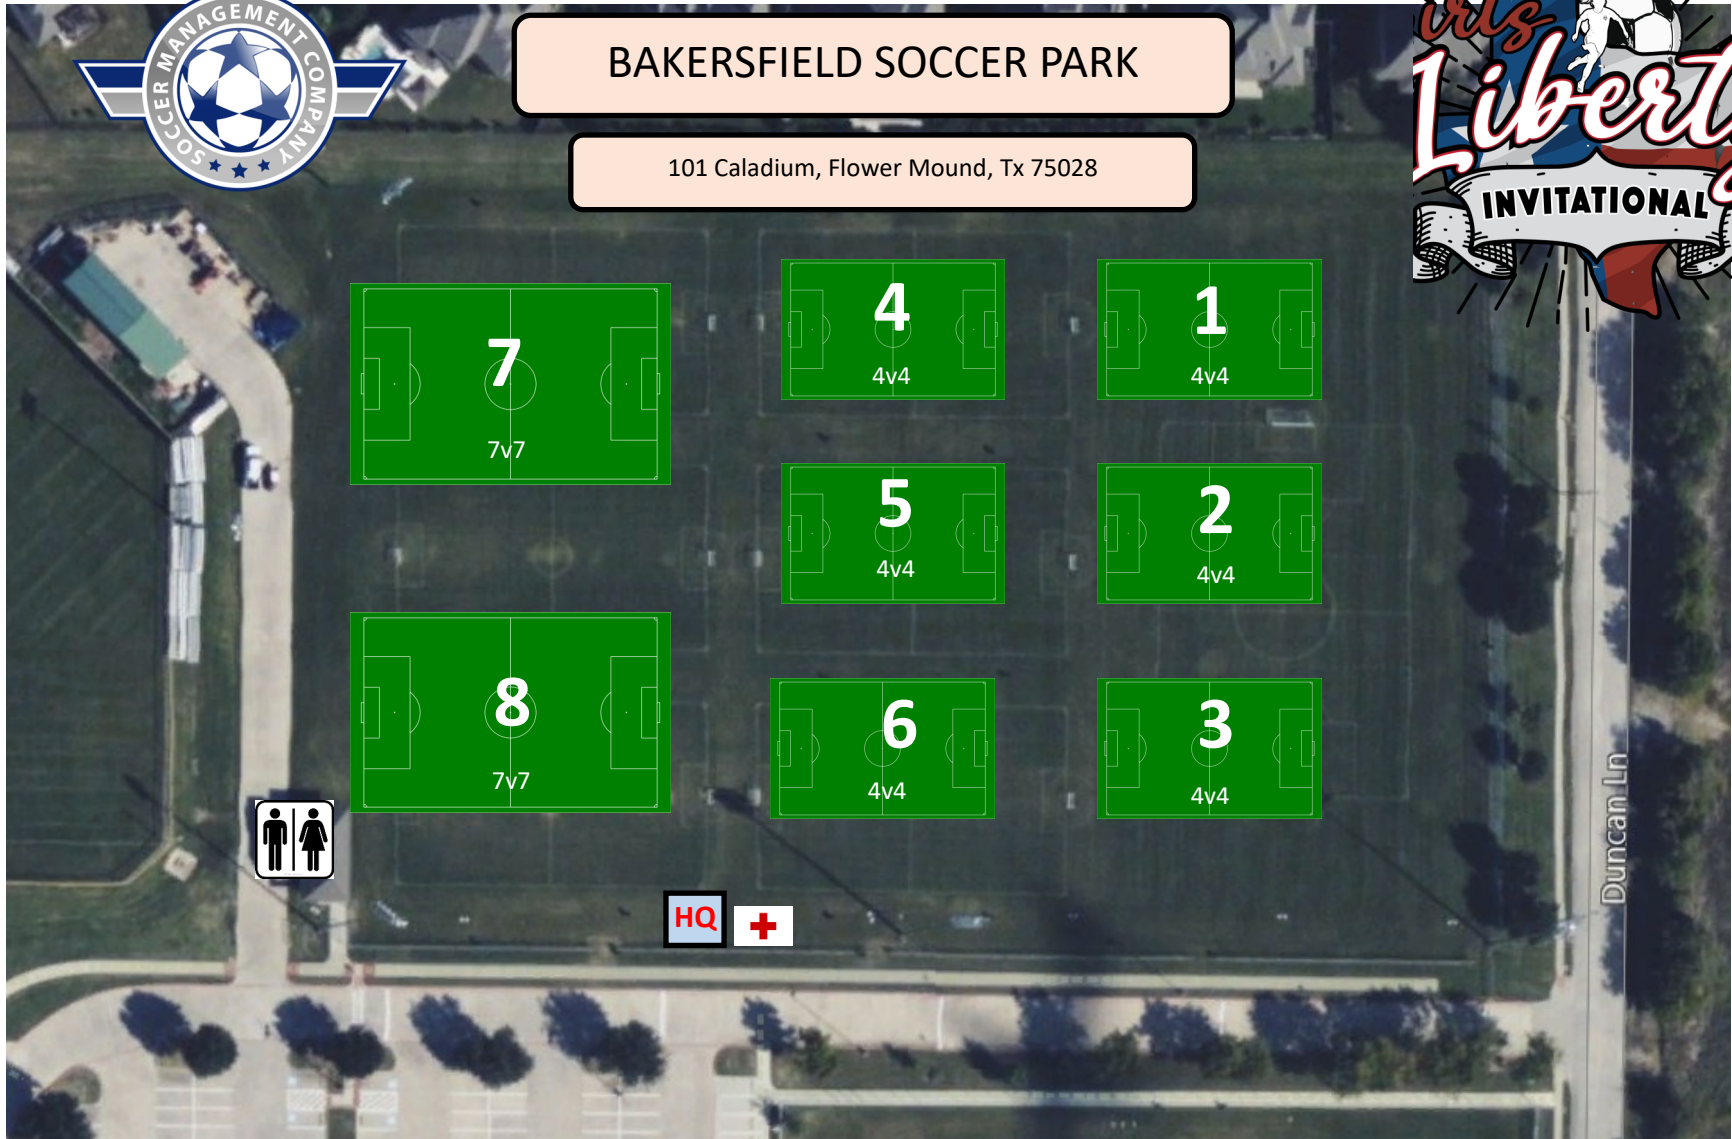 SOCCER MANAGEMENT COMPANY
BAKERSFIELD SOCCER PARK
101 Caladium, Flower Mound, Tx 75028
INVITATIONAL
7
7v7
4
4v4
1
4v4
5
4v4
2
4v4
8
7v7
6
4v4
3
4v4
HQ
Duncan Ln